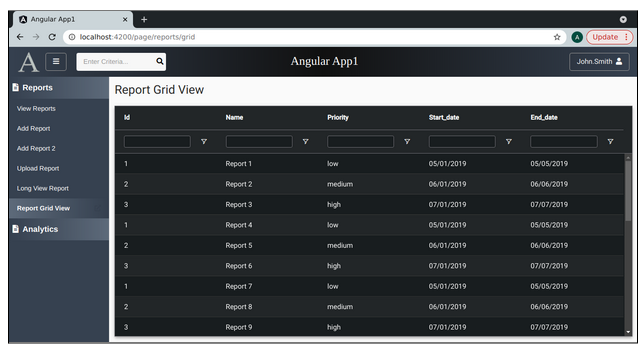 Angular App1
localhost:4200/page/reports/grid
A
Update
A
Enter Criteria...
Angular App1
John.Smith
Reports
View Reports
Add Report
Add Report 2
Upload Report
Long View Report
Report Grid View
Analytics
Report Grid View
Id Name Priority Start_date End_date
1 Report 1 low 05/01/2019 05/05/2019
2 Report 2 medium 06/01/2019 06/06/2019
3 Report 3 high 07/01/2019 07/07/2019
1 Report 4 low 05/01/2019 05/05/2019
2 Report 5 medium 06/01/2019 06/06/2019
3 Report 6 high 07/01/2019 07/07/2019
1 Report 7 low 05/01/2019 05/05/2019
2 Report 8 medium 06/01/2019 06/06/2019
3 Report 9 high 07/01/2019 07/07/2019